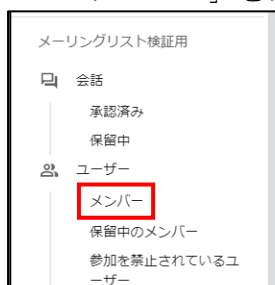 メーリングリスト検証用
会話
承認済み
保留中
ユーザー
メンバー
保留中のメンバー
参加を禁止されているユ
ーザー